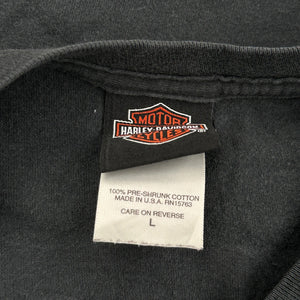 MOTOR
HARLEY-DAVIDSON
CYCLES
100% PRE-SHRUNK COTTON
MADE IN U.S.A. RN15763
CARE ON REVERSE
L